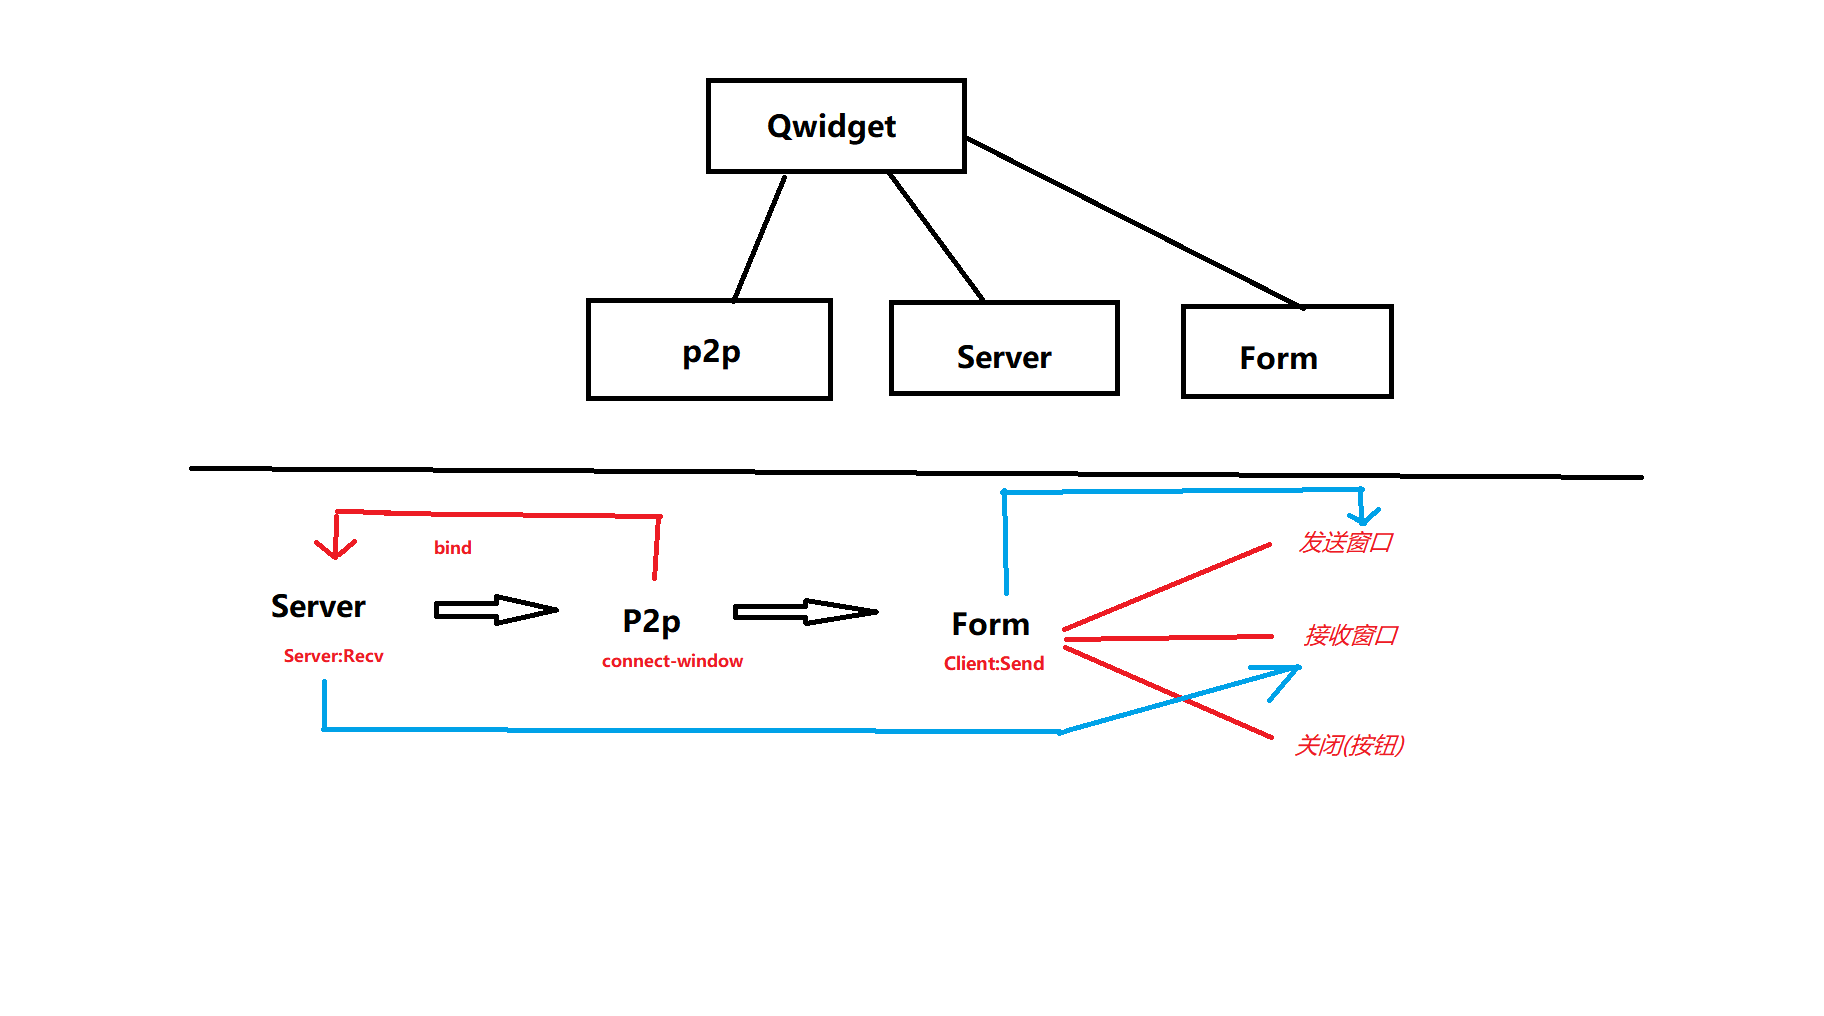 Qwidget
p2p
Server
Form
bind
发送窗口
Server
P2p
Form
接收窗口
Server:Recv
connect-window
Client:Send
关闭(按钮)